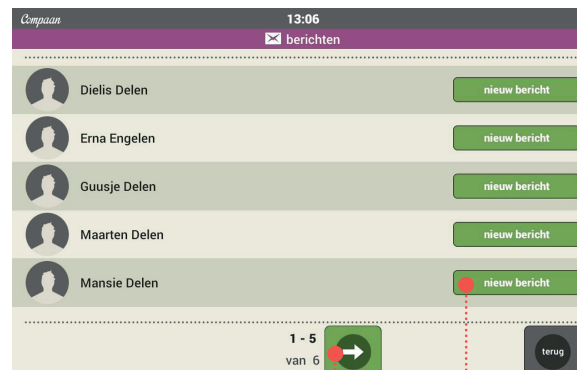 Compaan
13:06
berichten
Dielis Delen
nieuw bericht
Erna Engelen
nieuw bericht
Guusje Delen
nieuw bericht
Maarten Delen
nieuw bericht
Mansie Delen
nieuw bericht
1 - 5
van 6
terug